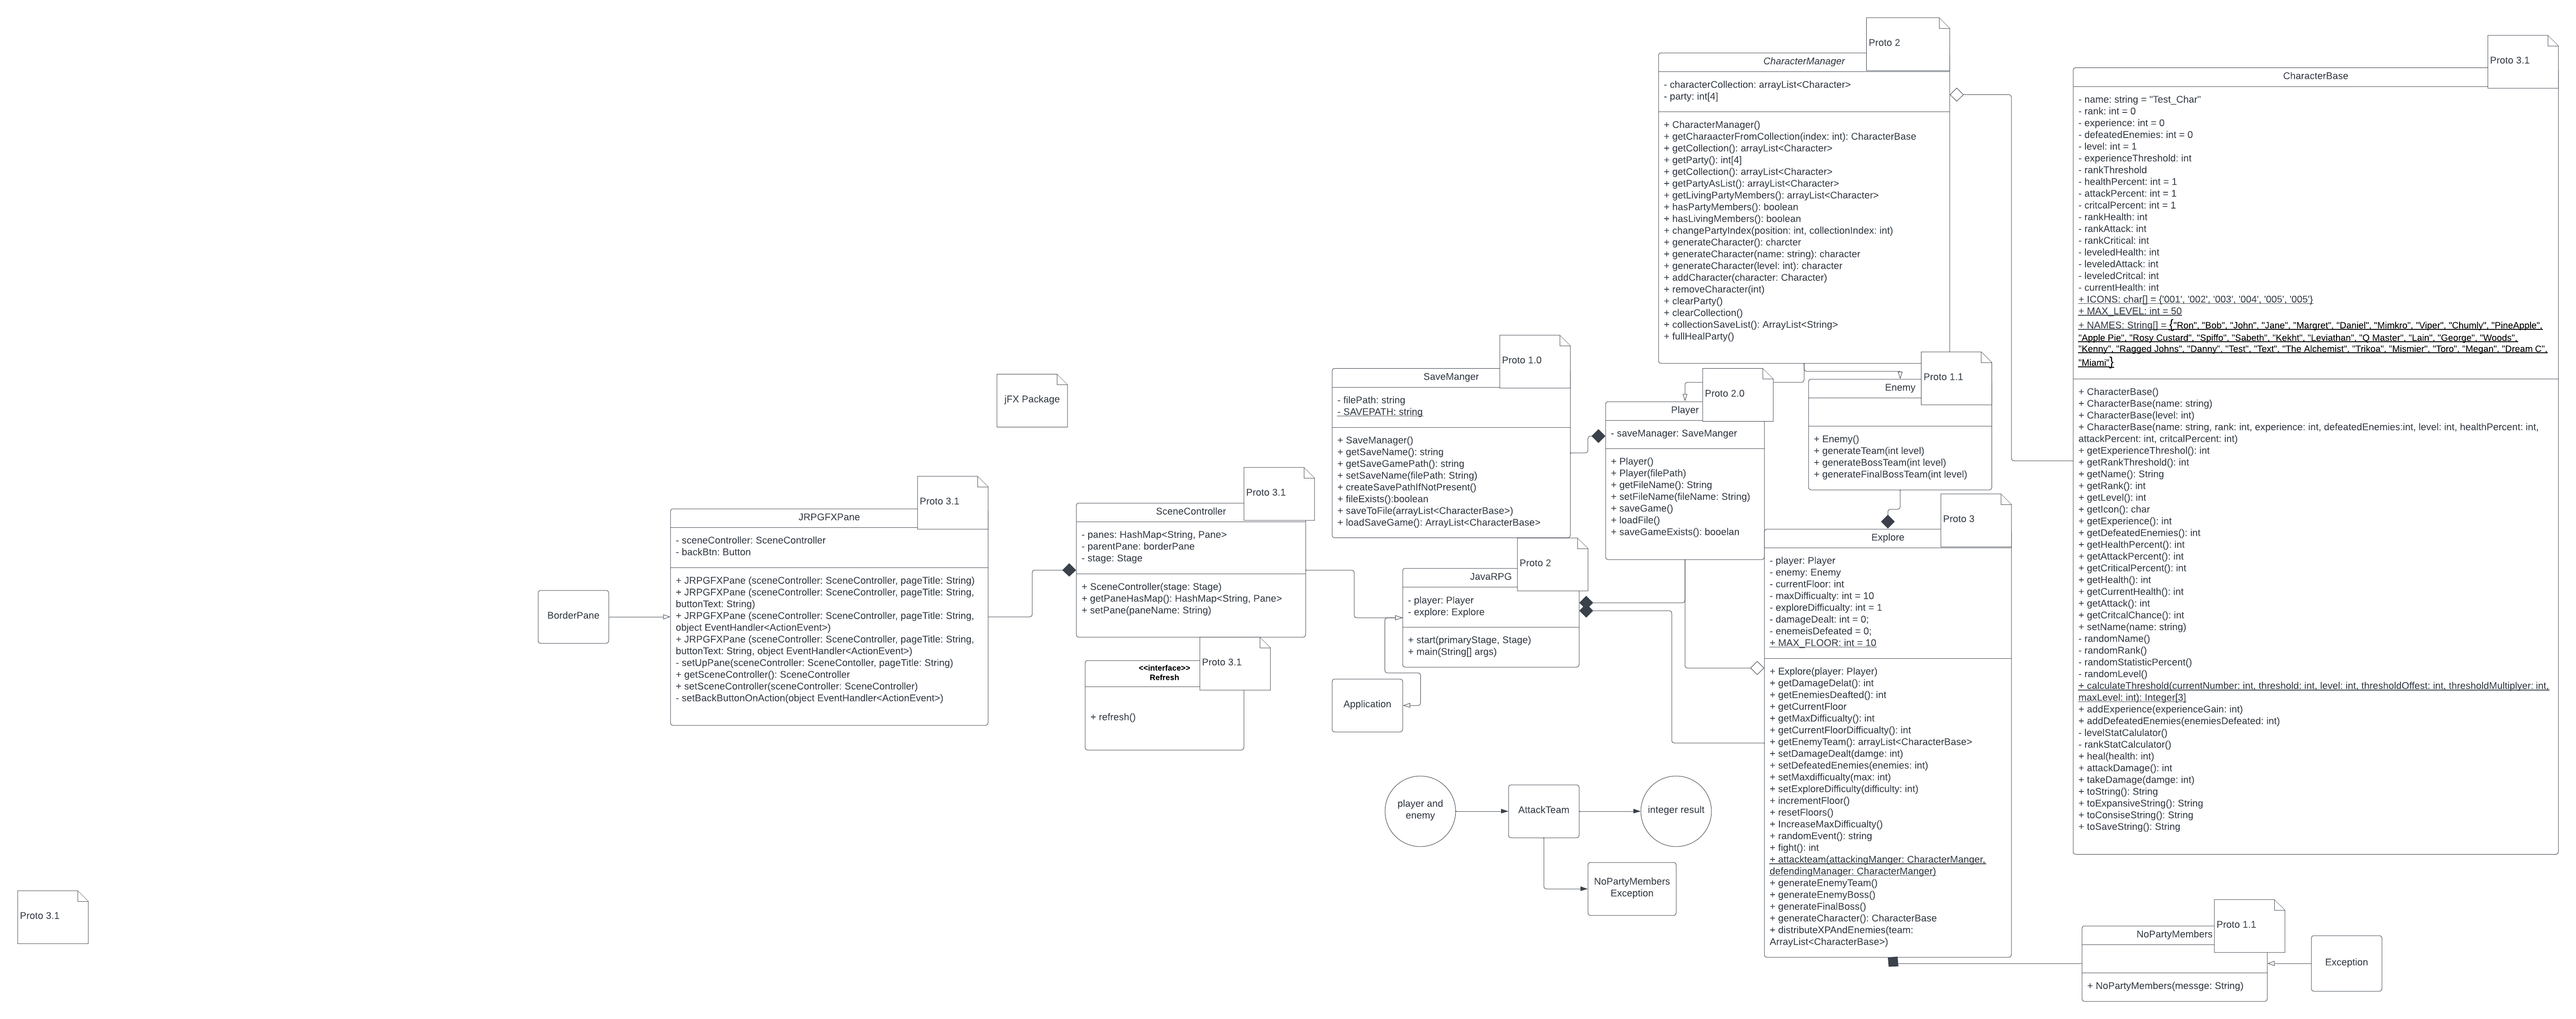 Proto 2
CharacterManager
- characterCollection: arrayList<Character>
- party: int[4]
+ CharacterManager()
+ getCharaacterFromCollection(index: int): CharacterBase
+ getCollection(): arrayList<Character>
+ getParty(): int[4]
+ getCollection(): arrayList<Character>
+ getPartyAsList(): arrayList<Character>
+ getLivingPartyMembers(): arrayList<Character>
+ hasPartyMembers(): boolean
+ hasLivingMembers(): boolean
+ changePartyIndex(position: int, collectionIndex: int)
+ generateCharacter(): charcter
+ generateCharacter(name: string): character
+ generateCharacter(level: int): character
+ addCharacter(character: Character)
+ removeCharacter(int)
+ clearParty()
+ clearCollection()
+ collectionSaveList(): ArrayList<String>
+ fullHealParty()
Proto 3.1
CharacterBase
- name: string = "Test_Char"
- rank: int = 0
- experience: int = 0
- defeatedEnemies: int = 0
- level: int = 1
- experienceThreshold: int
- rankThreshold
- healthPercent: int = 1
- attackPercent: int = 1
- critcalPercent: int = 1
- rankHealth: int
- rankAttack: int
- rankCritical: int
- leveledHealth: int
- leveledAttack: int
- leveledCritcal: int
- currentHealth: int
+ ICONS: char[] = {'001', '002', '003', '004', '005', '005'}
+ MAX_LEVEL: int = 50
+ NAMES: String[] = {"Ron", "Bob", "John", "Jane", "Margret", "Daniel", "Mimkro", "Viper", "Chumly", "PineApple",
"Apple Pie", "Rosy Custard", "Spiffo", "Sabeth", "Kekht", "Leviathan", "Q Master", "Lain", "George", "Woods",
"Kenny", "Ragged Johns", "Danny", "Test", "Text", "The Alchemist", "Trikoa", "Mismier", "Toro", "Megan", "Dream C",
"Miami"}
+ CharacterBase()
+ CharacterBase(name: string)
+ CharacterBase(level: int)
+ CharacterBase(name: string, rank: int, experience: int, defeatedEnemies:int, level: int, healthPercent: int,
attackPercent: int, critcalPercent: int)
+ getExperienceThreshol(): int
+ getRankThreshold(): int
+ getName(): String
+ getRank(): int
+ getLevel(): int
+ getIcon(): char
+ getExperience(): int
+ getDefeatedEnemies(): int
+ getHealthPercent(): int
+ getAttackPercent(): int
+ getCriticalPercent(): int
+ getHealth(): int
+ getCurrentHealth(): int
+ getAttack(): int
+ getCritcalChance(): int
+ setName(name: string)
- randomName()
- randomRank()
- randomStatisticPercent()
- randomLevel()
+ calculateThreshold(currentNumber: int, threshold: int, level: int, thresholdOffest: int, thresholdMultiplyer: int,
maxLevel: int): Integer[3]
+ addExperience(experienceGain: int)
+ addDefeatedEnemies(enemiesDefeated: int)
- levelStatCalulator()
- rankStatCalculator()
+ heal(health: int)
+ attackDamage(): int
+ takeDamage(damge: int)
+ toString(): String
+ toExpansiveString(): String
+ toConsiseString(): String
+ toSaveString(): String
Proto 1.0
SaveManger
- filePath: string
- SAVEPATH: string
+ SaveManager()
+ getSaveName(): string
+ getSaveGamePath(): string
+ setSaveName(filePath: String)
+ createSavePathIfNotPresent()
+ fileExists():boolean
+ saveToFile(arrayList<CharacterBase>)
+ loadSaveGame(): ArrayList<CharacterBase>
Proto 2.0
Player
- saveManager: SaveManger
+ Player()
+ Player(filePath)
+ getFileName(): String
+ setFileName(fileName: String)
+ saveGame()
+ loadFile()
+ saveGameExists(): booelan
Proto 1.1
Enemy
+ Enemy()
+ generateTeam(int level)
+ generateBossTeam(int level)
+ generateFinalBossTeam(int level)
jFX Package
Proto 3.1
JRPGFXPane
- sceneController: SceneController
- backBtn: Button
+ JRPGFXPane (sceneController: SceneController, pageTitle: String)
+ JRPGFXPane (sceneController: SceneController, pageTitle: String,
buttonText: String)
+ JRPGFXPane (sceneController: SceneController, pageTitle: String,
object EventHandler<ActionEvent>)
+ JRPGFXPane (sceneController: SceneController, pageTitle: String,
buttonText: String, object EventHandler<ActionEvent>)
- setUpPane(sceneController: SceneContoller, pageTitle: String)
+ getSceneController(): SceneController
+ setSceneController(sceneController: SceneController)
- setBackButtonOnAction(object EventHandler<ActionEvent>)
BorderPane
Proto 3.1
SceneController
- panes: HashMap<String, Pane>
- parentPane: borderPane
- stage: Stage
+ SceneController(stage: Stage)
+ getPaneHasMap(): HashMap<String, Pane>
+ setPane(paneName: String)
Proto 3.1
<<interface>>
Refresh
+ refresh()
Proto 2
JavaRPG
- player: Player
- explore: Explore
+ start(primaryStage, Stage)
+ main(String[] args)
Application
Proto 3
Explore
- player: Player
- enemy: Enemy
- currentFloor: int
- maxDifficulty: int = 10
- exploreDifficualty: int = 1
- damageDealt: int = 0;
- enemeisDefeated = 0;
+ MAX_FLOOR: int = 10
+ Explore(player: Player)
+ getDamageDelat(): int
+ getEnemiesDeafted(): int
+ getCurrentFloor
+ getMaxDifficualty(): int
+ getCurrentFloorDifficualty(): int
+ getEnemyTeam(): arrayList<CharacterBase>
+ setDamageDealt(damge: int)
+ setDefeatedEnemies(enemies: int)
+ setMaxdifficualty(max: int)
+ setExploreDifficulty(difficulty: int)
+ incrementFloor()
+ resetFloors()
+ IncreaseMaxDifficualty()
+ randomEvent(): string
+ fight(): int
+ attackteam(attackingManger: CharacterManger,
defendingManager: CharacterManger)
+ generateEnemyTeam()
+ generateEnemyBoss()
+ generateFinalBoss()
+ generateCharacter(): CharacterBase
+ distributeXPAndEnemies(team:
ArrayList<CharacterBase>)
player and
enemy
AttackTeam
integer result
NoPartyMembers
Exception
Proto 3.1
Proto 1.1
NoPartyMembers
+ NoPartyMembers(messge: String)
Exception